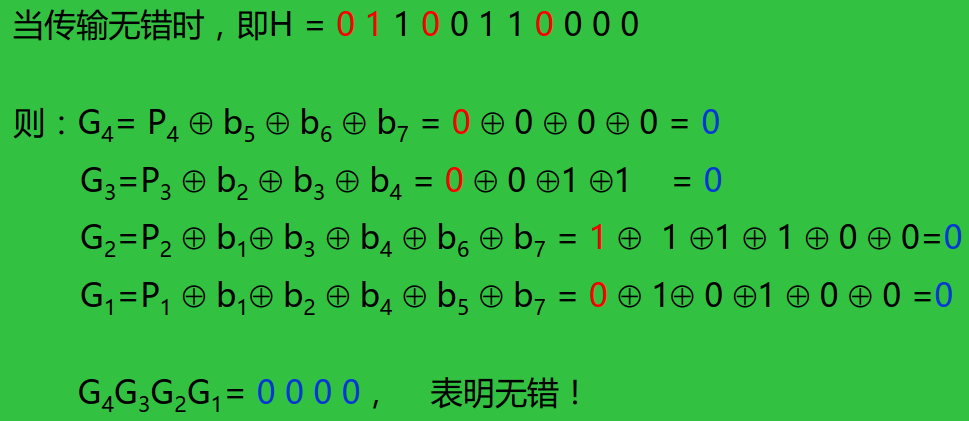 当传输无错时，即H = 0 1 1 0 0 1 1 0 0 0 0
则：G4= P4 ⊕ b5 ⊕ b6 ⊕ b7 = 0 ⊕ 0 ⊕ 0 ⊕ 0 = 0
G3=P3 ⊕ b2 ⊕ b3 ⊕ b4 = 0 ⊕ 0 ⊕1 ⊕1 = 0
G2=P2 ⊕ b1⊕ b3 ⊕ b4 ⊕ b6 ⊕ b7 = 1 ⊕ 1 ⊕1 ⊕ 1 ⊕ 0 ⊕ 0=0
G1=P1 ⊕ b1⊕ b2 ⊕ b4 ⊕ b5 ⊕ b7 = 0 ⊕ 1⊕ 0 ⊕1 ⊕ 0 ⊕ 0 =0
G4G3G2G1= 0 0 0 0 ， 表明无错！